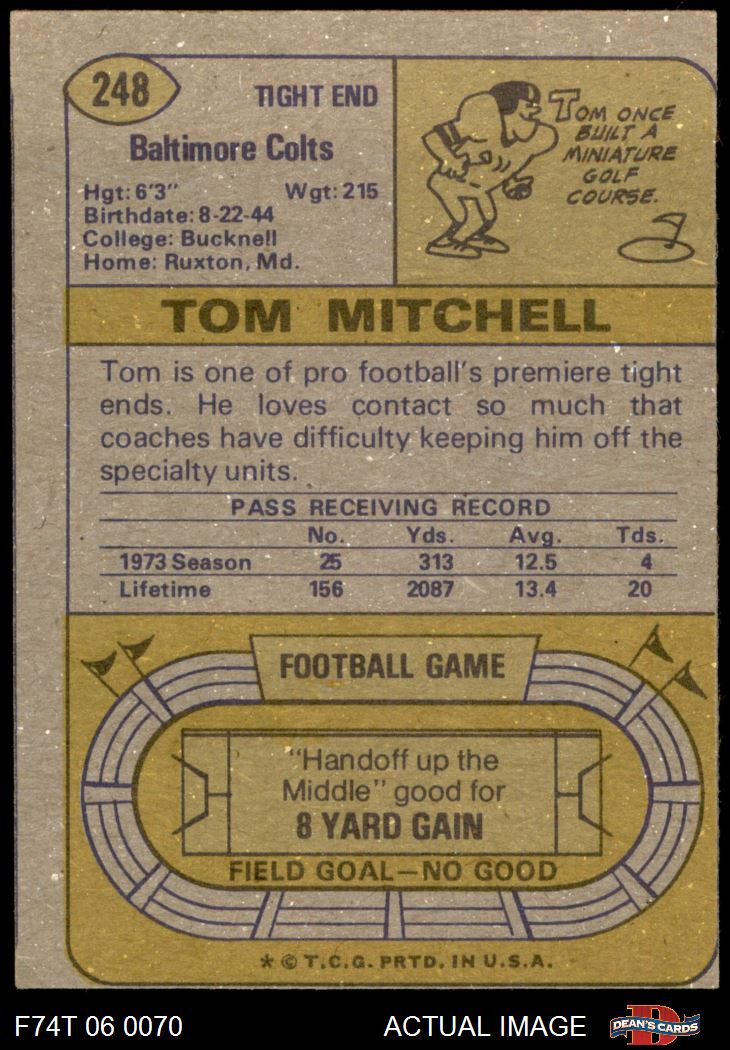 248
TIGHT END
Baltimore Colts
Hgt: 6'3" Wgt: 215
Birthdate: 8-22-44
College: Bucknell
Home: Ruxton, Md.
TOM ONCE
BUILT A
MINIATURE
GOLF
COURSE.
TOM MITCHELL
Tom is one of pro football's premiere tight
ends. He loves contact so much that
coaches have difficulty keeping him off the
specialty units.
PASS RECEIVING RECORD
No. Yds. Avg. Tds.
1973 Season 25 313 12.5 4
Lifetime 156 2087 13.4 20
FOOTBALL GAME
"Handoff up the
Middle" good for
8 YARD GAIN
FIELD GOAL—NO GOOD
* © T.C.G. PRTD. IN U.S.A.
F74T 06 0070 ACTUAL IMAGE
D
DEAN'S CARDS